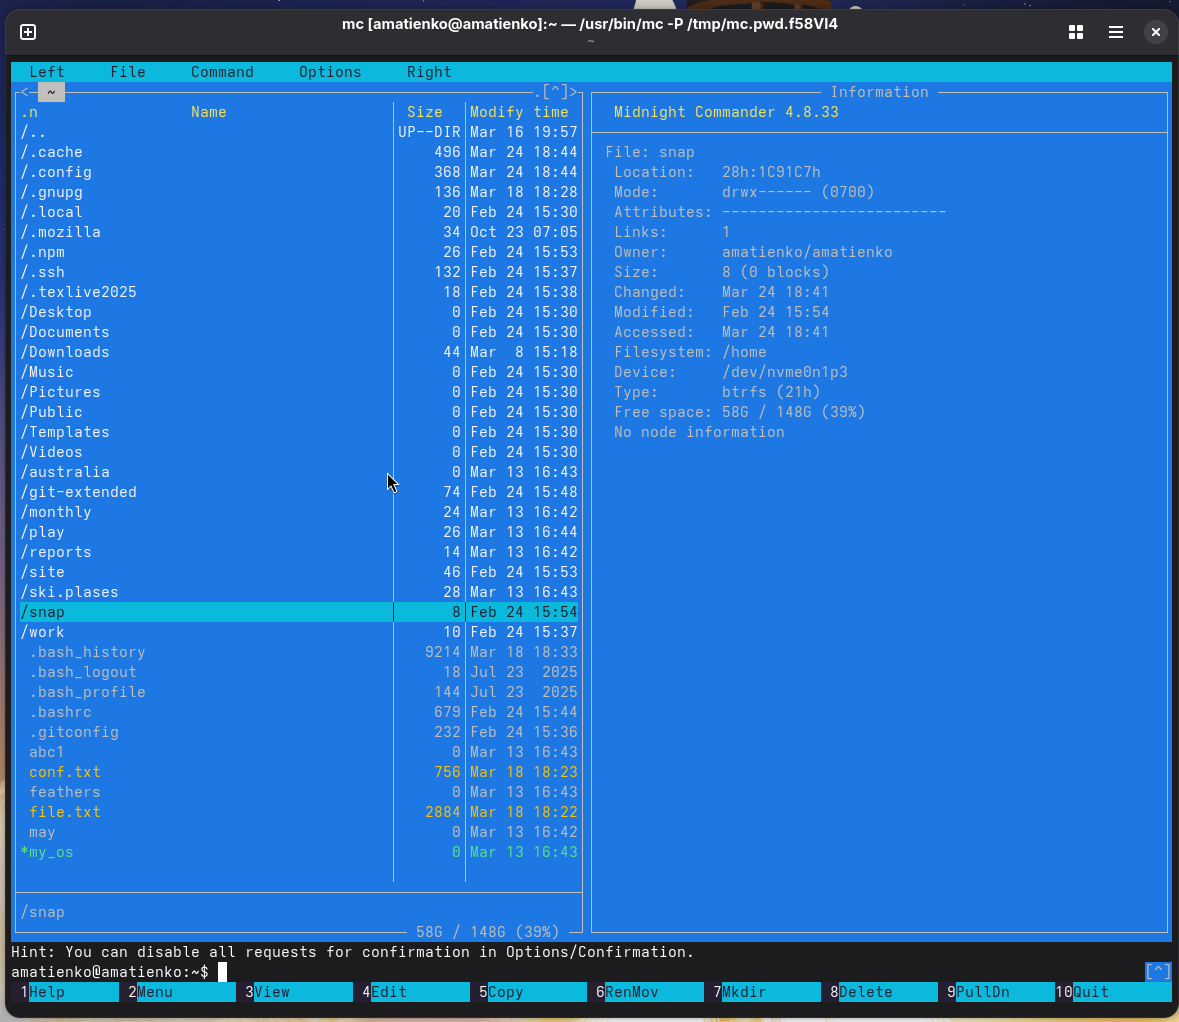 mc [amatienko@amatienko]:~ — /usr/bin/mc -P /tmp/mc.pwd.f58VI4
~
Left File Command Options Right
<─ ~ .[^]>
.n Name Size Modify time
/.. UP--DIR Mar 16 19:57
/.cache 496 Mar 24 18:44
/.config 368 Mar 24 18:44
/.gnupg 136 Mar 18 18:28
/.local 20 Feb 24 15:30
/.mozilla 34 Oct 23 07:05
/.npm 26 Feb 24 15:53
/.ssh 132 Feb 24 15:37
/.texlive2025 18 Feb 24 15:38
/Desktop 0 Feb 24 15:30
/Documents 0 Feb 24 15:30
/Downloads 44 Mar 8 15:18
/Music 0 Feb 24 15:30
/Pictures 0 Feb 24 15:30
/Public 0 Feb 24 15:30
/Templates 0 Feb 24 15:30
/Videos 0 Feb 24 15:30
/australia 0 Mar 13 16:43
/git-extended 74 Feb 24 15:48
/monthly 24 Mar 13 16:42
/play 26 Mar 13 16:44
/reports 14 Mar 13 16:42
/site 46 Feb 24 15:53
/ski.plases 28 Mar 13 16:43
/snap 8 Feb 24 15:54
/work 10 Feb 24 15:37
.bash_history 9214 Mar 18 18:33
.bash_logout 18 Jul 23 2025
.bash_profile 144 Jul 23 2025
.bashrc 679 Feb 24 15:44
.gitconfig 232 Feb 24 15:36
abc1 0 Mar 13 16:43
conf.txt 756 Mar 18 18:23
feathers 0 Mar 13 16:43
file.txt 2884 Mar 18 18:22
may 0 Mar 13 16:42
*my_os 0 Mar 13 16:43
/snap
58G / 148G (39%)
Information
Midnight Commander 4.8.33
File: snap
Location: 28h:1C91C7h
Mode: drwx------ (0700)
Attributes: -------------------------
Links: 1
Owner: amatienko/amatienko
Size: 8 (0 blocks)
Changed: Mar 24 18:41
Modified: Feb 24 15:54
Accessed: Mar 24 18:41
Filesystem: /home
Device: /dev/nvme0n1p3
Type: btrfs (21h)
Free space: 58G / 148G (39%)
No node information
Hint: You can disable all requests for confirmation in Options/Confirmation.
amatienko@amatienko:~$ [^]
1Help 2Menu 3View 4Edit 5Copy 6RenMov 7Mkdir 8Delete 9PullDn 10Quit